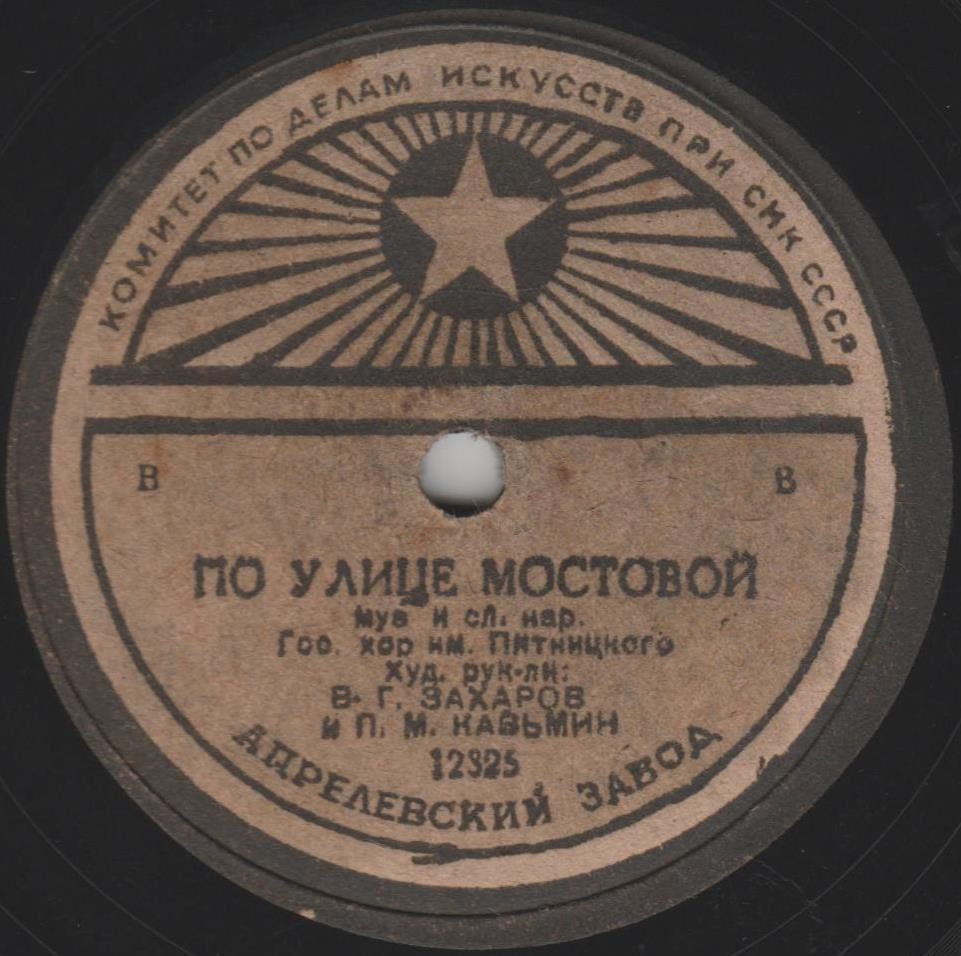 КОМИТЕТ ПО ДЕЛАМ ИСКУССТВ ПРИ СНК СССР
В В
ПО УЛИЦЕ МОСТОВОЙ
муз и сл. нар.
Гос. хор им. Пятницкого
Худ. рук-ли:
В. Г. ЗАХАРОВ
и П. М. КАЗЬМИН
12325
АПРЕЛЕВСКИЙ ЗАВОД